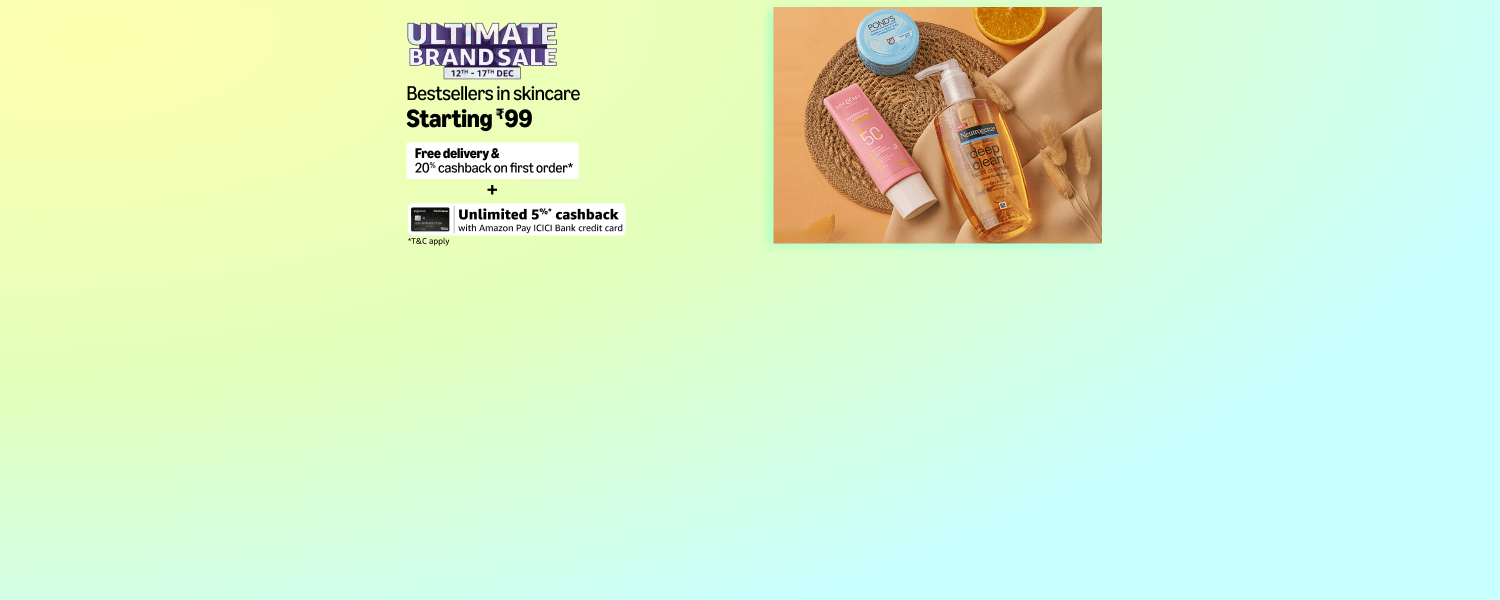 ULTIMATE
BRAND SALE
12TH - 17TH DEC
Bestsellers in skincare
Starting ₹99
Free delivery &
20% cashback on first order*
+
Unlimited 5%* cashback
with Amazon Pay ICICI Bank credit card
*T&C apply
POND'S
50
Neutrogena
deep
clean